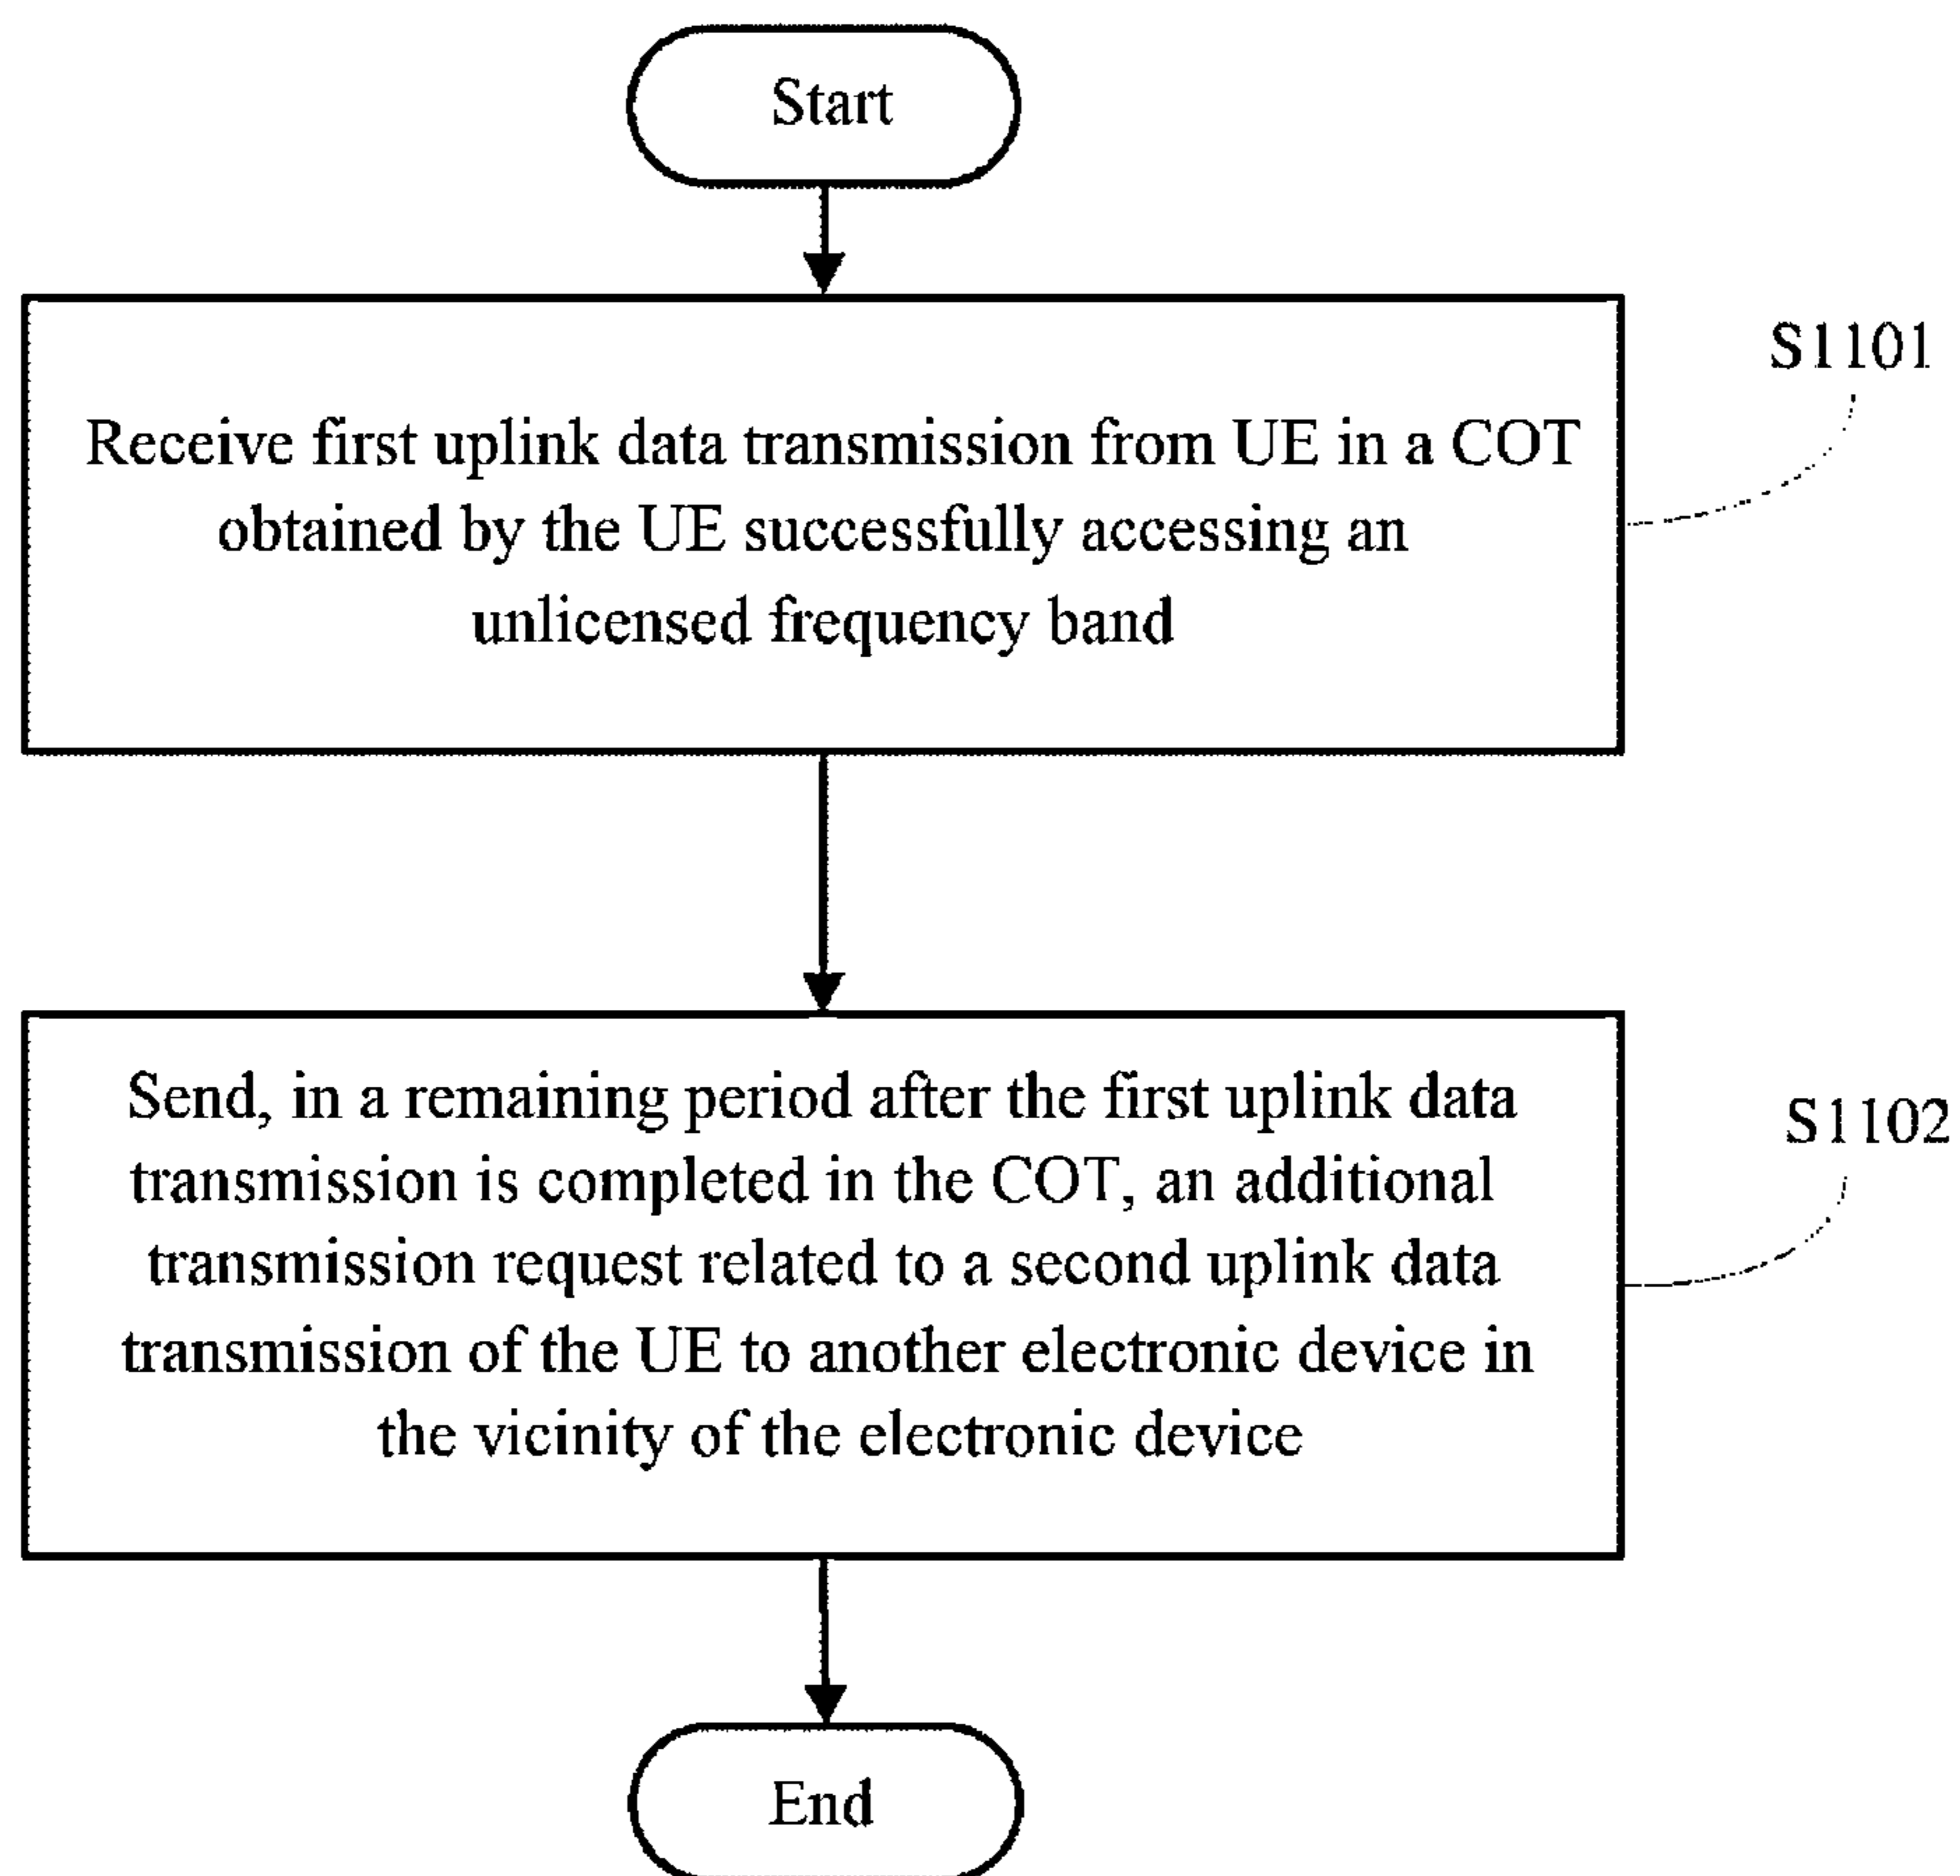 Start
S1101
Receive first uplink data transmission from UE in a COT
obtained by the UE successfully accessing an
unlicensed frequency band
Send, in a remaining period after the first uplink data
S1102
transmission is completed in the COT, an additional
transmission request related to a second uplink data
transmission of the UE to another electronic device in
the vicinity of the electronic device
End